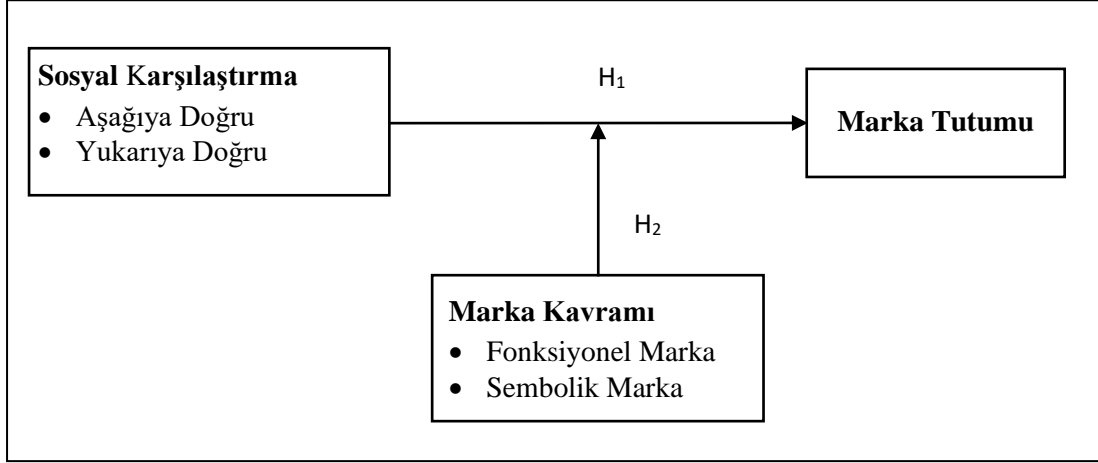 Sosyal Karşılaştırma
• Aşağıya Doğru
• Yukarıya Doğru
H₁
Marka Tutumu
H₂
Marka Kavramı
• Fonksiyonel Marka
• Sembolik Marka